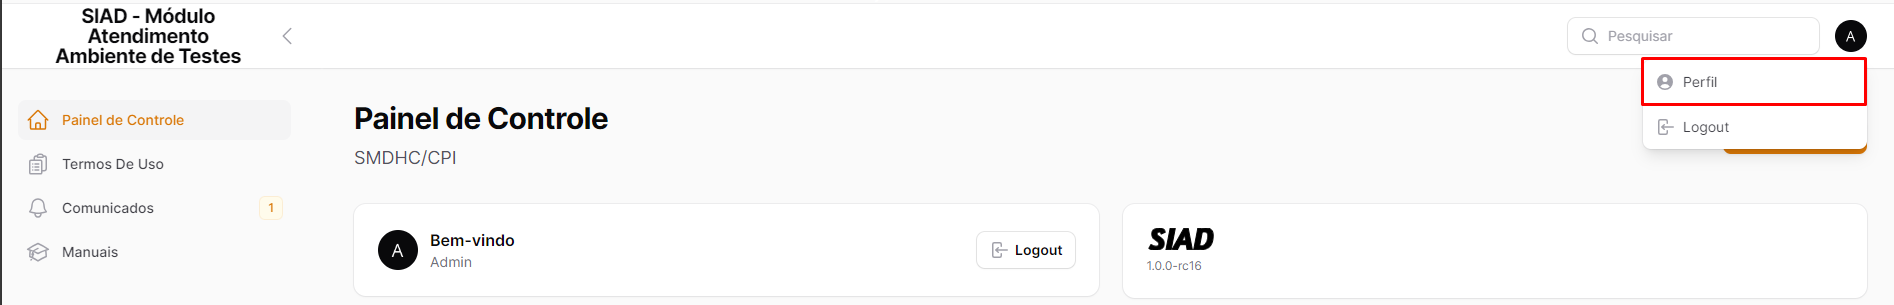 SIAD - Módulo
Atendimento
Ambiente de Testes
Pesquisar
A
Perfil
Logout
Painel de Controle
Termos De Uso
Comunicados
1
Manuais
Painel de Controle
SMDHC/CPI
A
Bem-vindo
Admin
Logout
SIAD
1.0.0-rc16